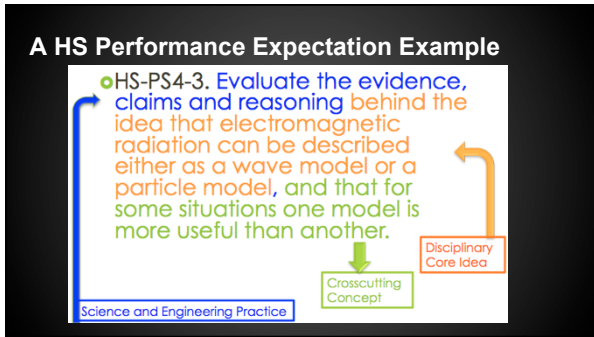 A HS Performance Expectation Example
HS-PS4-3. Evaluate the evidence,
claims and reasoning behind the
idea that electromagnetic
radiation can be described
either as a wave model or a
particle model, and that for
some situations one model is
more useful than another.
Disciplinary
Core Idea
Crosscutting
Concept
Science and Engineering Practice